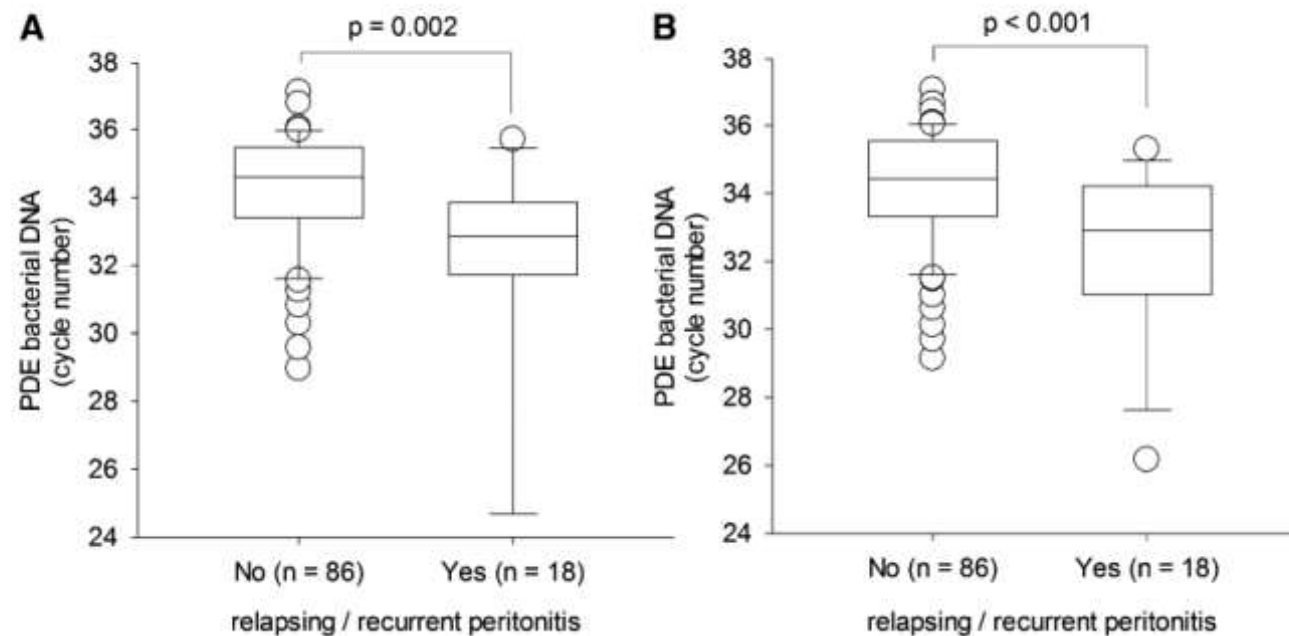 A
p = 0.002
38
36
34
32
30
28
26
24
PDE bacterial DNA
(cycle number)
No (n = 86)
Yes (n = 18)
relapsing / recurrent peritonitis
B
p < 0.001
38
36
34
32
30
28
26
24
PDE bacterial DNA
(cycle number)
No (n = 86)
Yes (n = 18)
relapsing / recurrent peritonitis